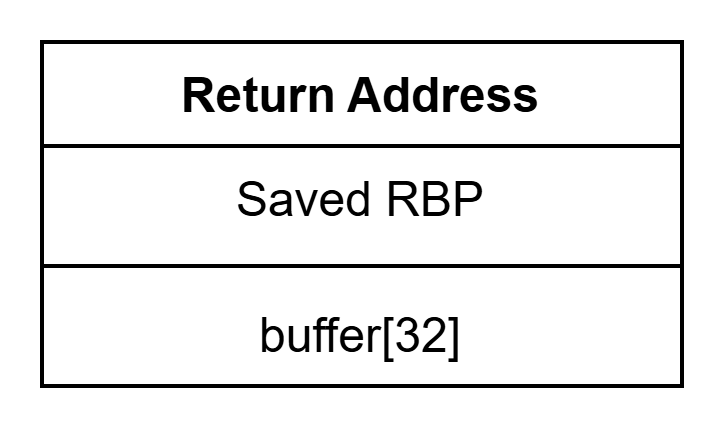 Return Address
Saved RBP
buffer[32]